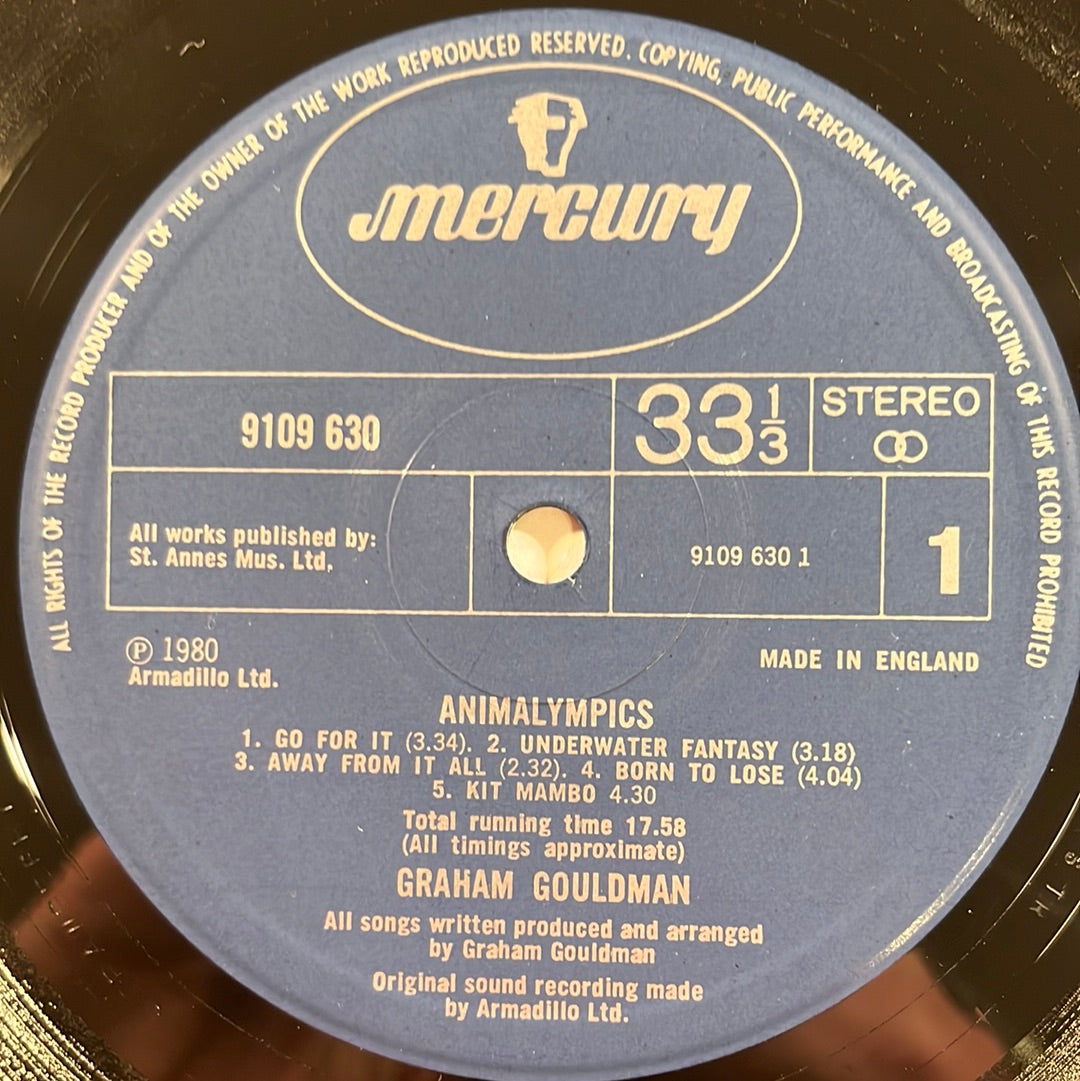 ALL RIGHTS OF THE RECORD PRODUCER AND OF THE OWNER OF THE WORK REPRODUCED RESERVED. COPYING, PUBLIC PERFORMANCE AND BROADCASTING OF THIS RECORD PROHIBITED
mercury
9109 630
33 1/3
STEREO
All works published by:
St. Annes Mus. Ltd.
9109 630 1
1
℗ 1980
Armadillo Ltd.
MADE IN ENGLAND
ANIMALYMPICS
1. GO FOR IT (3.34). 2. UNDERWATER FANTASY (3.18)
3. AWAY FROM IT ALL (2.32). 4. BORN TO LOSE (4.04)
5. KIT MAMBO 4.30
Total running time 17.58
(All timings approximate)
GRAHAM GOULDMAN
All songs written produced and arranged
by Graham Gouldman
Original sound recording made
by Armadillo Ltd.